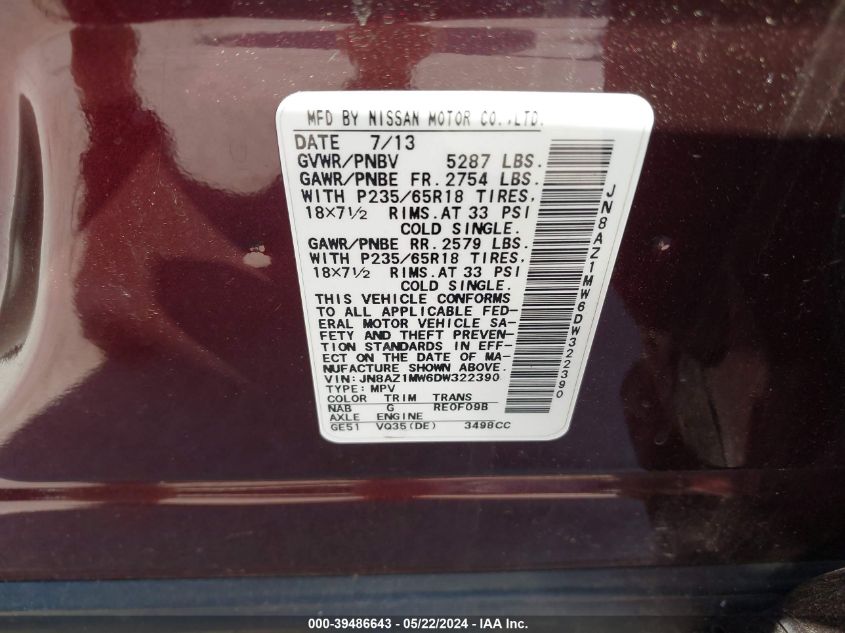 MFD BY NISSAN MOTOR CO.,LTD.
DATE 7/13
GVWR/PNBV 5287 LBS.
GAWR/PNBE FR. 2754 LBS.
WITH P235/65R18 TIRES,
18×7½ RIMS.AT 33 PSI
COLD SINGLE.
GAWR/PNBE RR. 2579 LBS.
WITH P235/65R18 TIRES,
18×7½ RIMS.AT 33 PSI
COLD SINGLE.
THIS VEHICLE CONFORMS
TO ALL APPLICABLE FED-
ERAL MOTOR VEHICLE SA-
FETY AND THEFT PREVEN-
TION STANDARDS IN EFF-
ECT ON THE DATE OF MA-
NUFACTURE SHOWN ABOVE.
VIN: JN8AZ1MW6DW322390
TYPE: MPV
COLOR TRIM TRANS
NAB G RE0F09B
AXLE ENGINE
GE51 VQ35(DE) 3498CC
JN8AZ1MW6DW322390
000-39486643 - 05/22/2024 - IAA Inc.